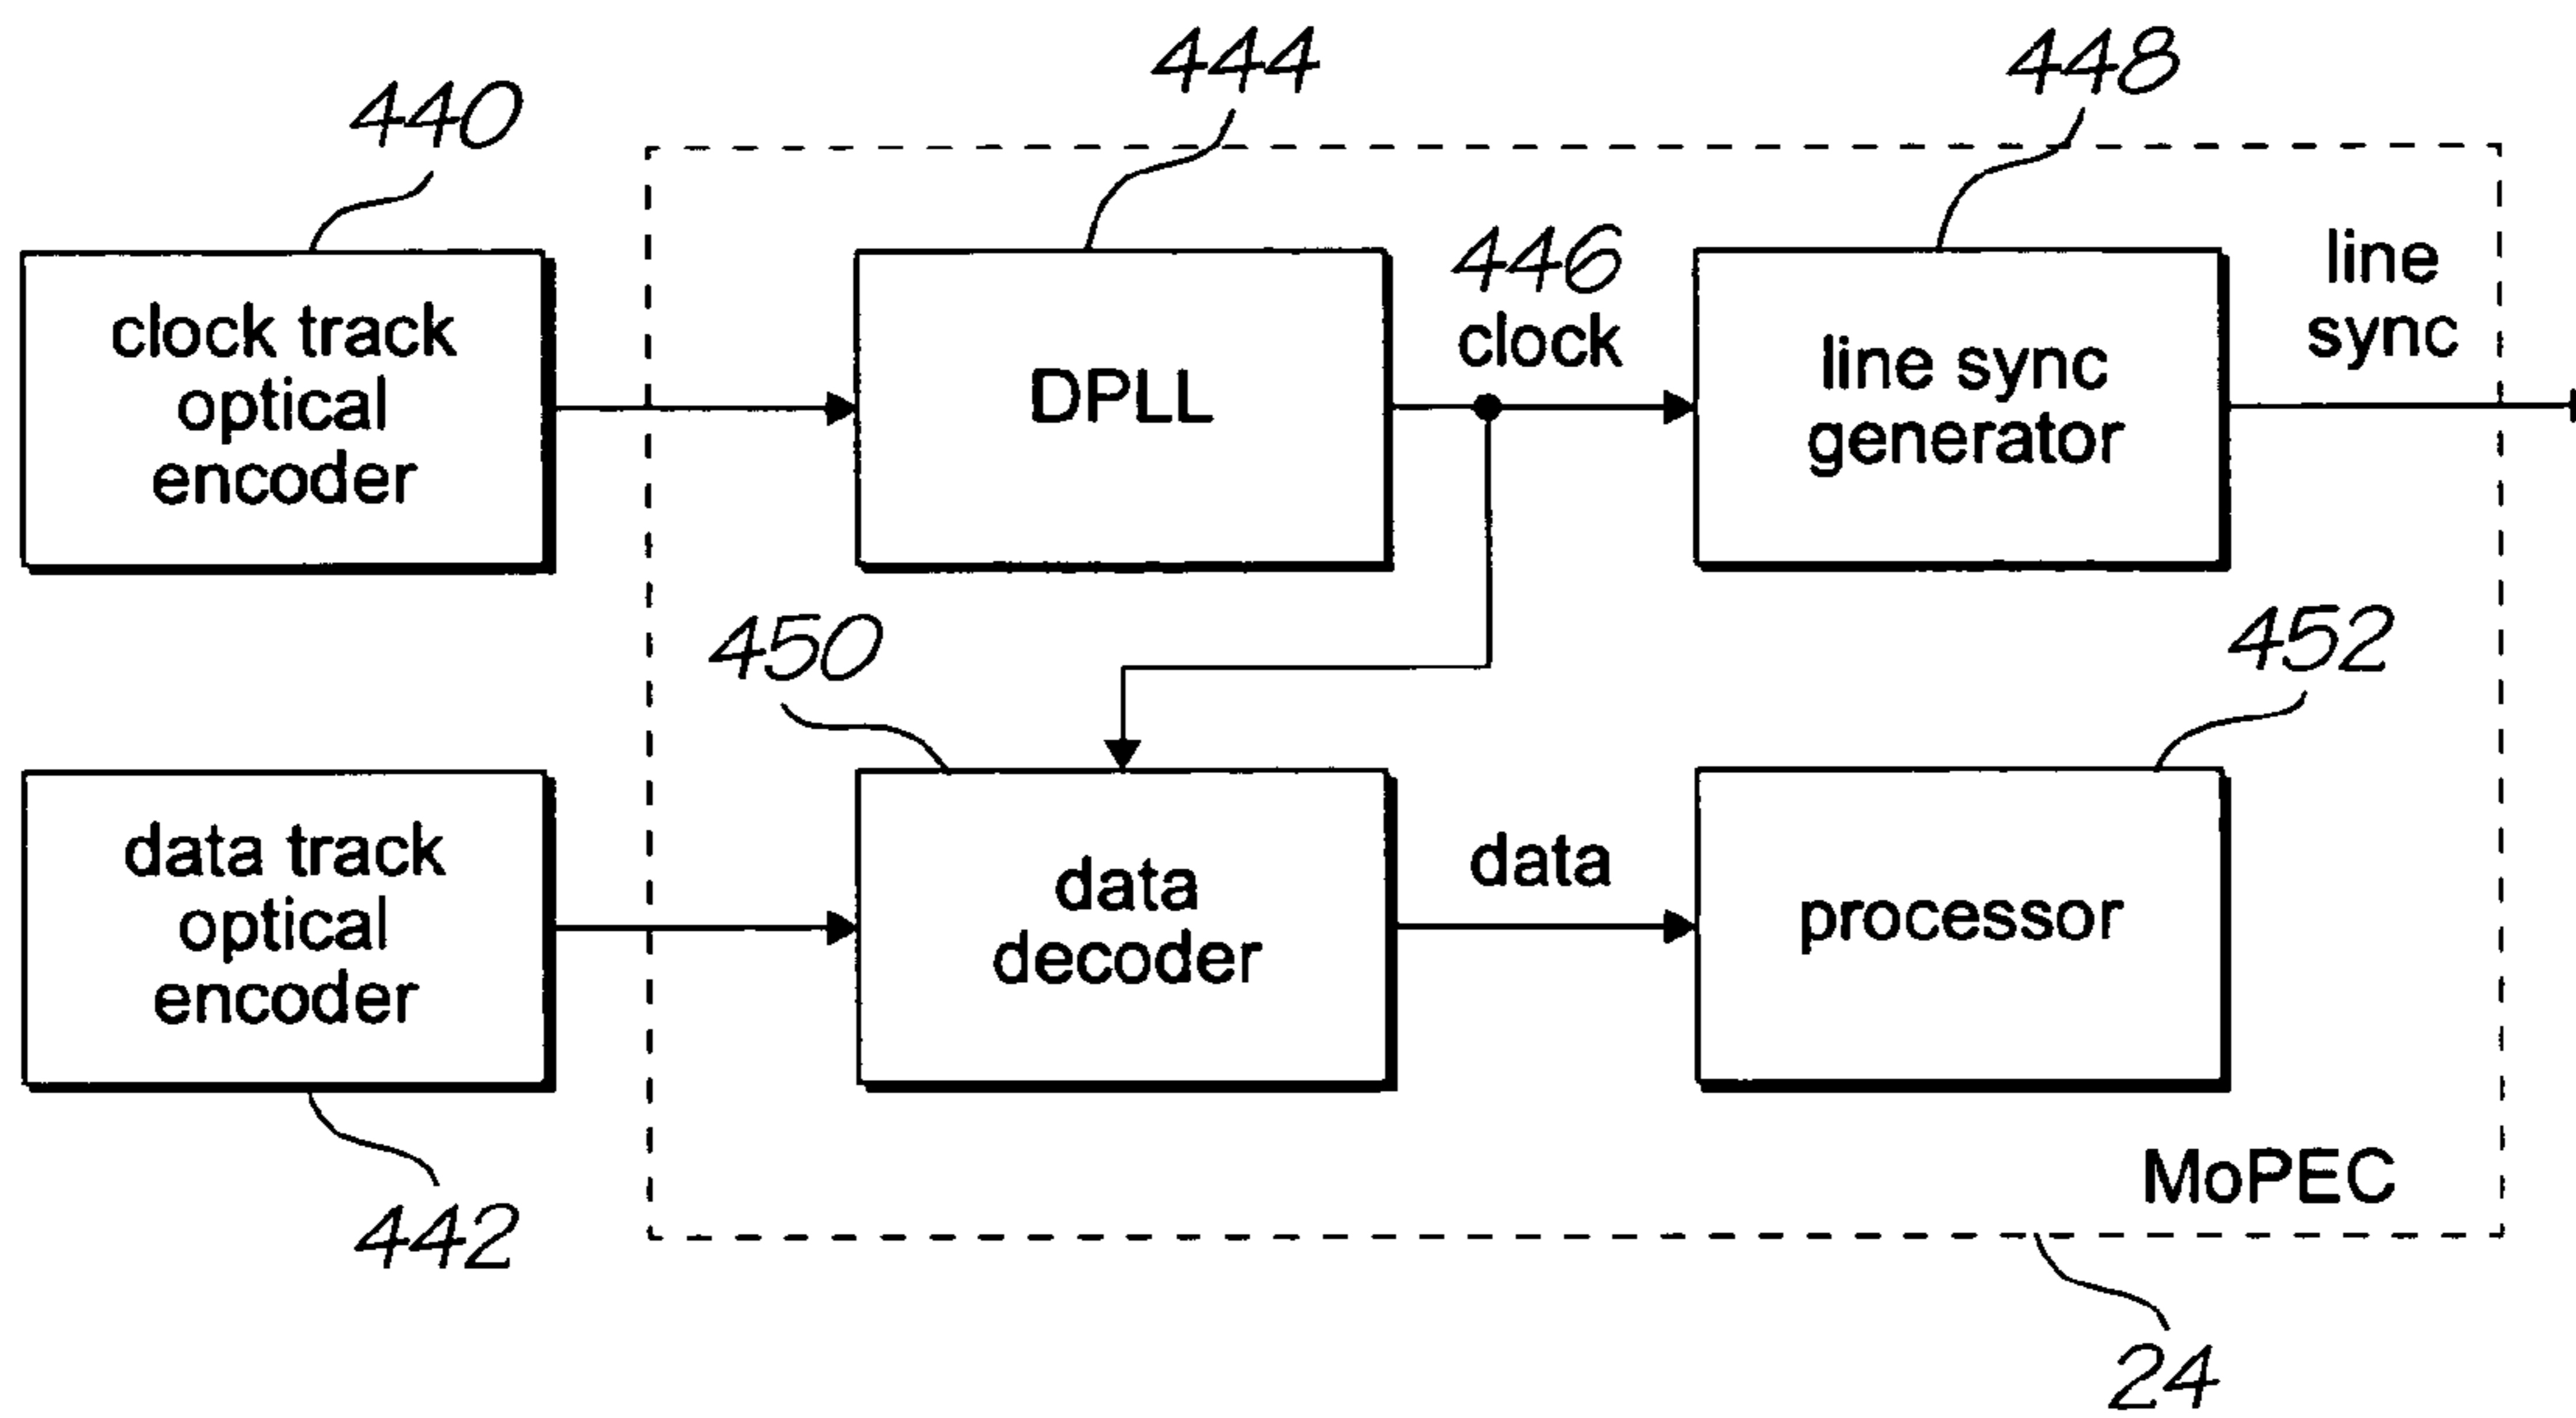 444
448
440
446
clock
line
sync
clock track
optical
encoder
DPLL
line sync
generator
450
452
data track
optical
encoder
data
decoder
data
processor
MoPEC
442
24